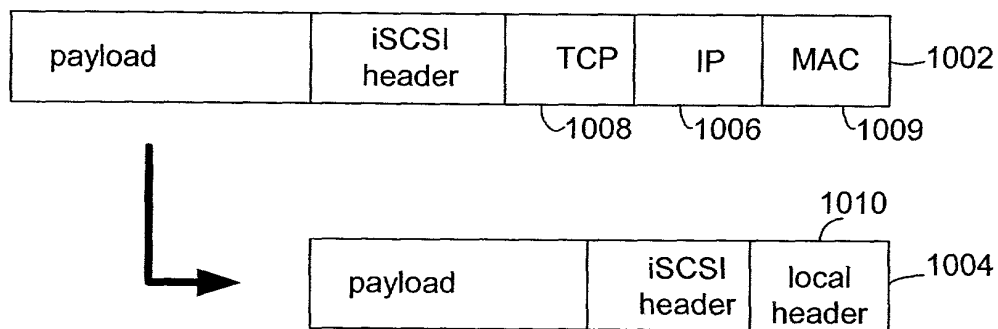 payload iSCSI header TCP IP MAC 1002
1008 1006 1009
1010
payload iSCSI header local header 1004